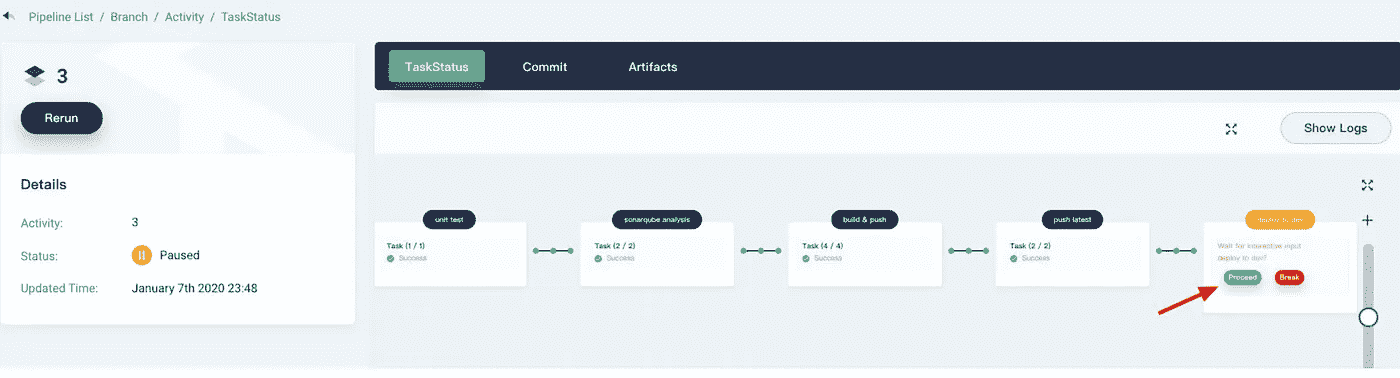 Pipeline List / Branch / Activity / TaskStatus
3
Rerun
Details
Activity: 3
Status: Paused
Updated Time: January 7th 2020 23:48
TaskStatus Commit Artifacts
Show Logs
unit test
Task (1 / 1)
Success
sonarqube analysis
Task (2 / 2)
Success
build & push
Task (4 / 4)
Success
push latest
Task (2 / 2)
Success
deploy to dev
Wait for interactive input
deploy to dev?
Proceed Break